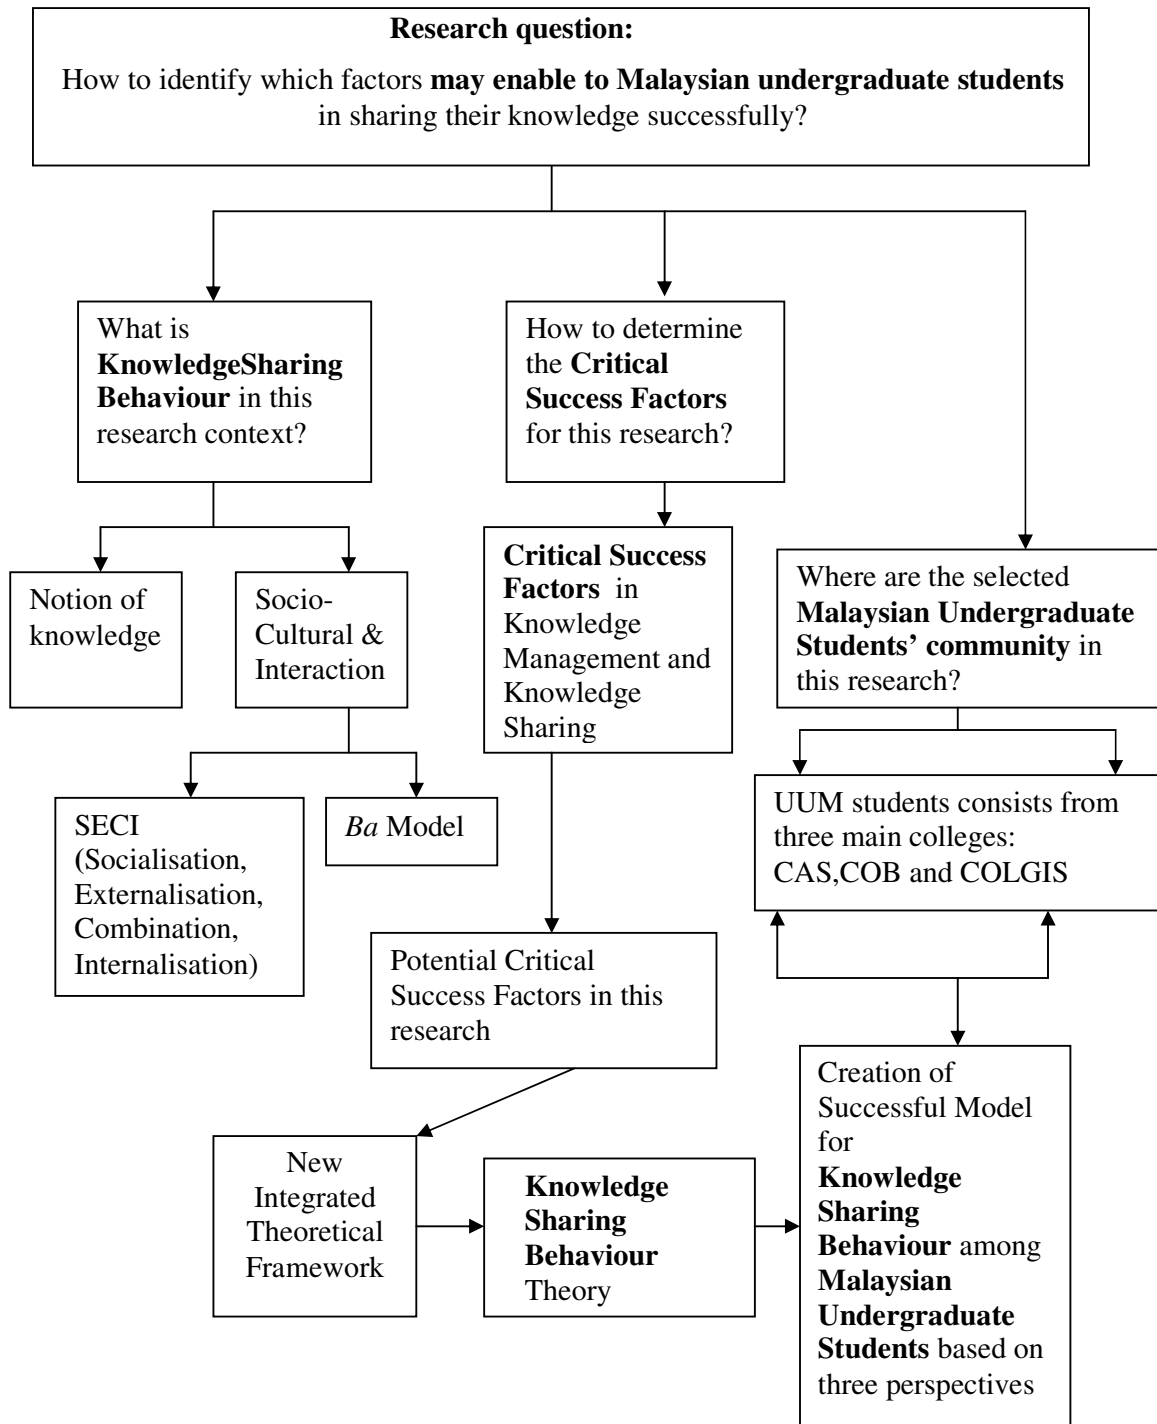 Research question:
How to identify which factors may enable to Malaysian undergraduate students
in sharing their knowledge successfully?
What is
KnowledgeSharing
Behaviour in this
research context?
How to determine
the Critical
Success Factors
for this research?
Notion of
knowledge
Socio-
Cultural &
Interaction
Critical Success
Factors in
Knowledge
Management and
Knowledge
Sharing
Where are the selected
Malaysian Undergraduate
Students’ community in
this research?
SECI
(Socialisation,
Externalisation,
Combination,
Internalisation)
Ba Model
UUM students consists from
three main colleges:
CAS,COB and COLGIS
Potential Critical
Success Factors in this
research
New
Integrated
Theoretical
Framework
Knowledge
Sharing
Behaviour
Theory
Creation of
Successful Model
for
Knowledge
Sharing
Behaviour among
Malaysian
Undergraduate
Students based on
three perspectives